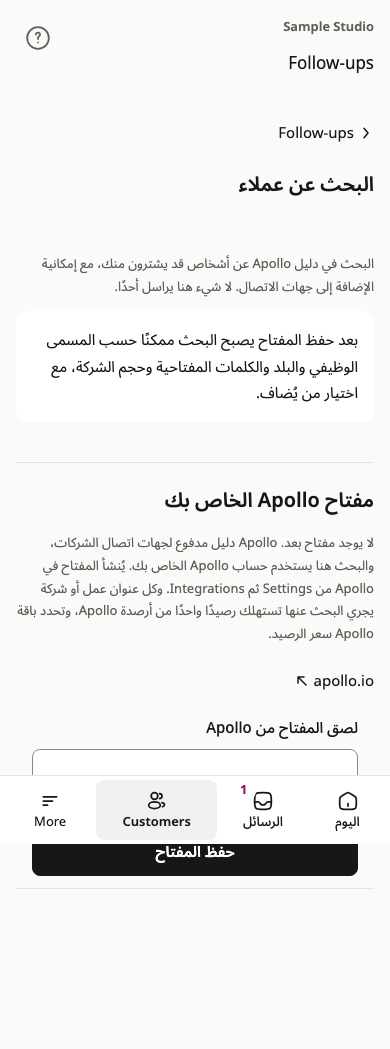 Sample Studio
Follow-ups
Follow-ups
البحث عن عملاء
البحث في دليل Apollo عن أشخاص قد يشترون منك، مع إمكانية
الإضافة إلى جهات الاتصال. لا شيء هنا يراسل أحدًا.
بعد حفظ المفتاح يصبح البحث ممكنًا حسب المسمى
الوظيفي والبلد والكلمات المفتاحية وحجم الشركة، مع
اختيار من يُضاف.
مفتاح Apollo الخاص بك
لا يوجد مفتاح بعد. Apollo دليل مدفوع لجهات اتصال الشركات،
والبحث هنا يستخدم حساب Apollo الخاص بك. يُنشأ المفتاح في
Apollo من Settings ثم Integrations. وكل عنوان عمل أو شركة
يجري البحث عنها تستهلك رصيدًا واحدًا من أرصدة Apollo، وتحدد باقة
Apollo سعر الرصيد.
apollo.io
لصق المفتاح من Apollo
اليوم
1
الرسائل
Customers
More
حفظ المفتاح